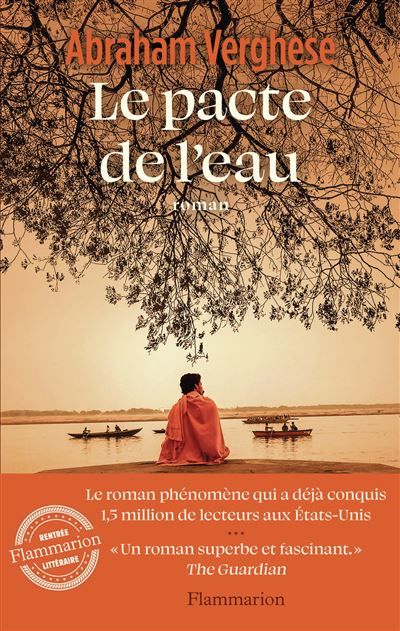 Abraham Verghese
Le pacte
de l'eau
roman
Le roman phénomène qui a déjà conquis
1,5 million de lecteurs aux États-Unis
•••
« Un roman superbe et fascinant. »
The Guardian
RENTRÉE
Flammarion
LITTÉRAIRE
Flammarion